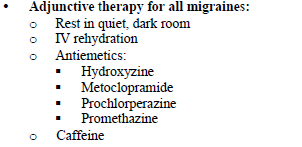 • Adjunctive therapy for all migraines:
o Rest in quiet, dark room
o IV rehydration
o Antiemetics:
▪ Hydroxyzine
▪ Metoclopramide
▪ Prochlorperazine
▪ Promethazine
o Caffeine